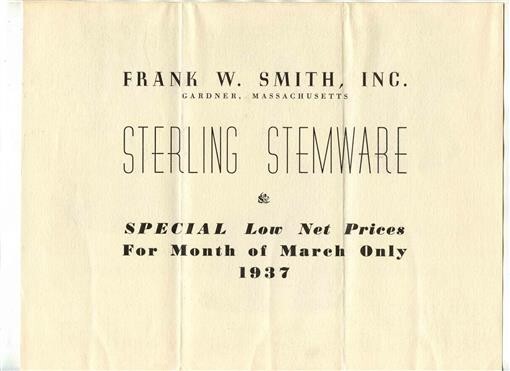 FRANK W. SMITH, INC.
GARDNER, MASSACHUSETTS
STERLING STEMWARE
&
SPECIAL Low Net Prices
For Month of March Only
1937